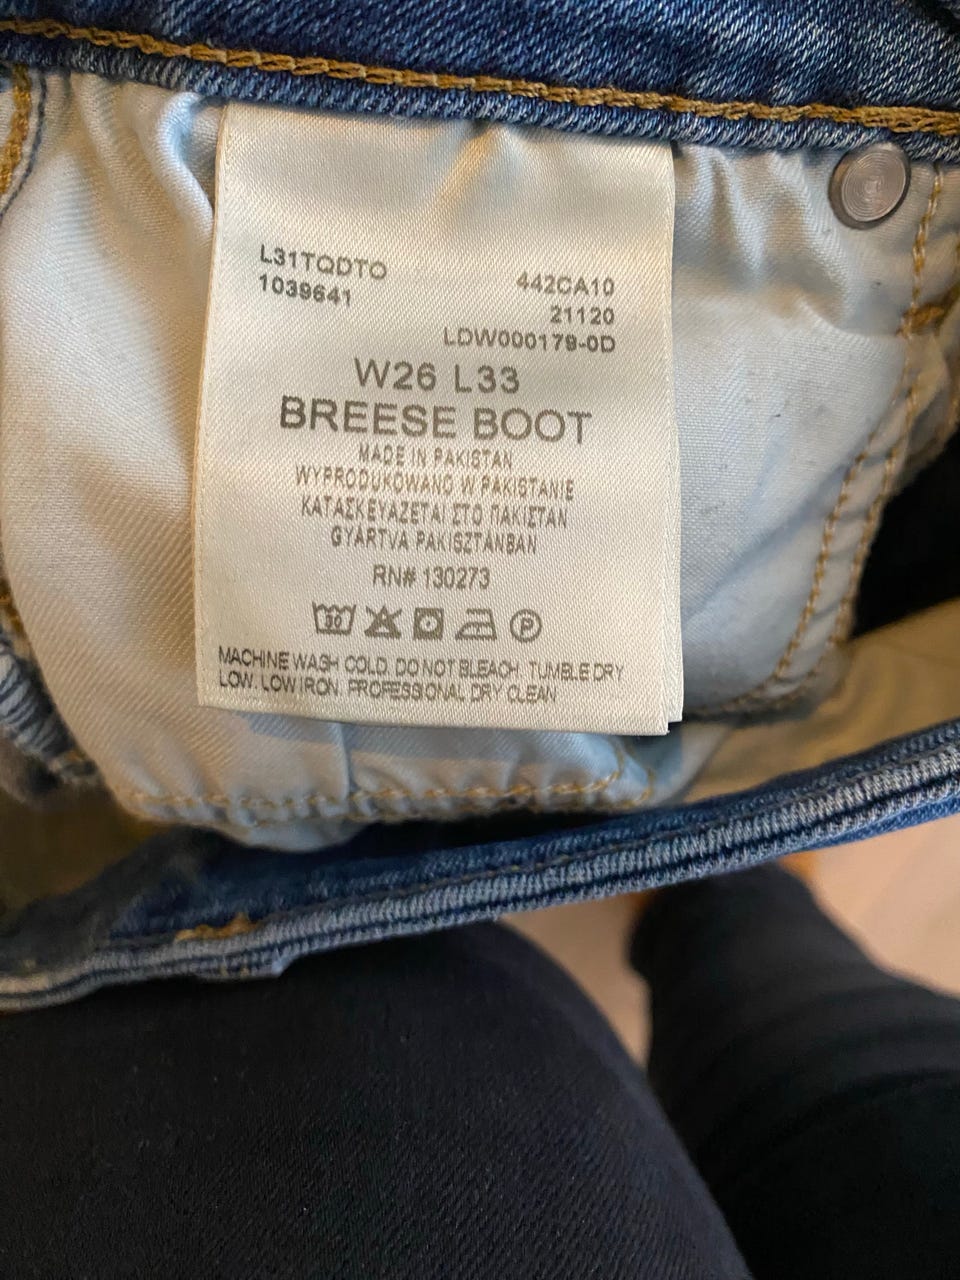 L31TQDTO
1039641
442CA10
21120
LDW000179-0D
W26 L33
BREESE BOOT
MADE IN PAKISTAN
WYPRODUKOWANO W PAKISTANIE
ΚΑΤΑΣΚΕΥΑΖΕΤΑΙ ΣΤΟ ΠΑΚΙΣΤΑΝ
GYÁRTVA PAKISZTÁNBAN
RN# 130273
30 P
MACHINE WASH COLD. DO NOT BLEACH. TUMBLE DRY
LOW. LOW IRON. PROFESSIONAL DRY CLEAN